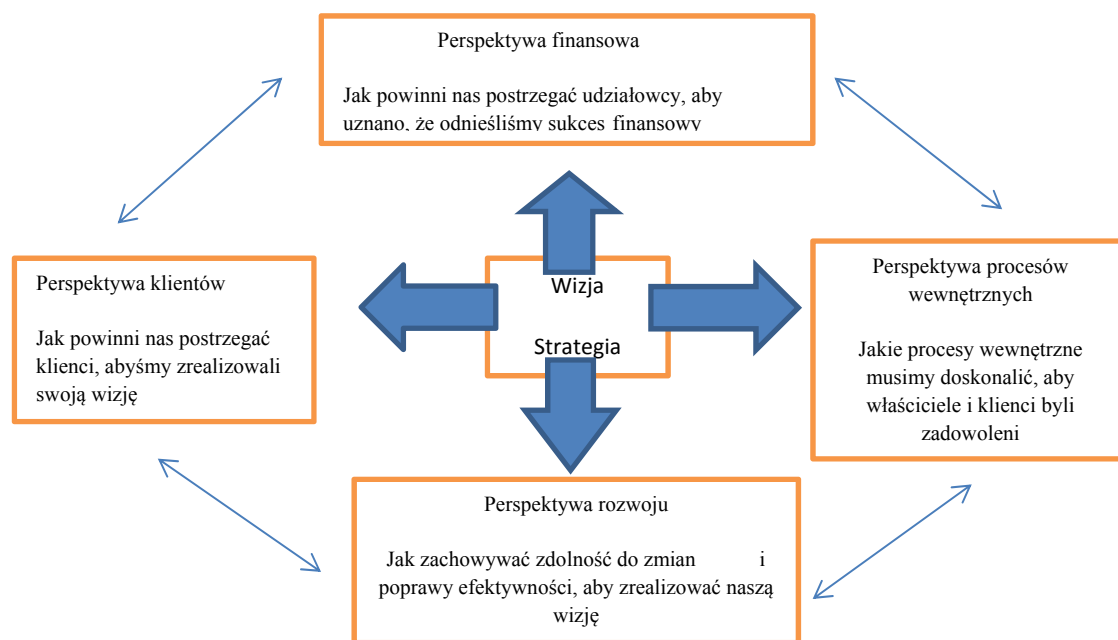 Perspektywa finansowa
Jak powinni nas postrzegać udziałowcy, aby
uznano, że odnieśliśmy sukces finansowy
Perspektywa klientów
Jak powinni nas postrzegać
klienci, abyśmy zrealizowali
swoją wizję
Wizja
Strategia
Perspektywa procesów
wewnętrznych
Jakie procesy wewnętrzne
musimy doskonalić, aby
właściciele i klienci byli
zadowoleni
Perspektywa rozwoju
Jak zachowywać zdolność do zmian i
poprawy efektywności, aby zrealizować naszą
wizję